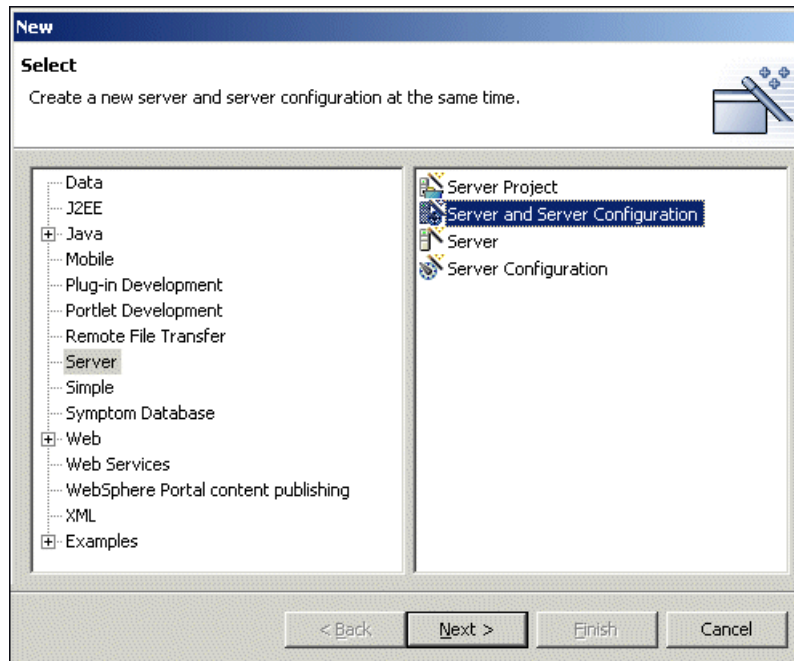 New
Select
Create a new server and server configuration at the same time.
Data
J2EE
Java
Mobile
Plug-in Development
Portlet Development
Remote File Transfer
Server
Simple
Symptom Database
Web
Web Services
WebSphere Portal content publishing
XML
Examples
Server Project
Server and Server Configuration
Server
Server Configuration
< Back
Next >
Finish
Cancel